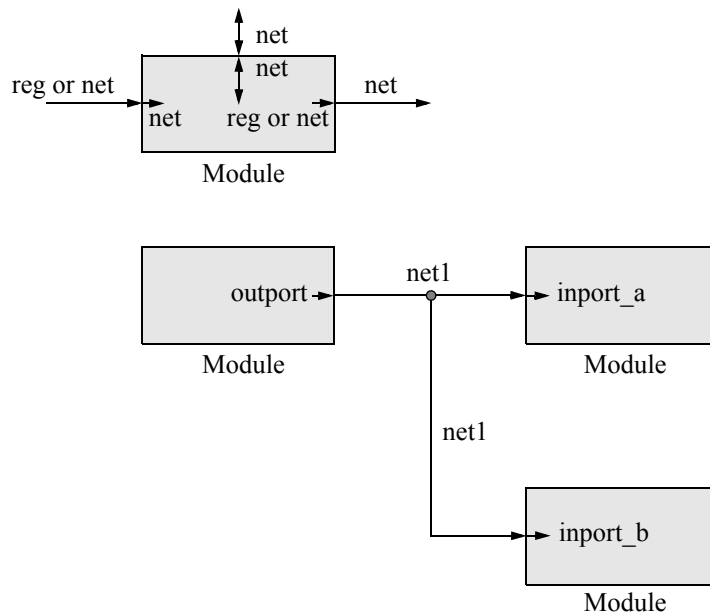 net
net
reg or net
net
net
reg or net
Module
net1
outport
inport_a
Module
Module
net1
inport_b
Module